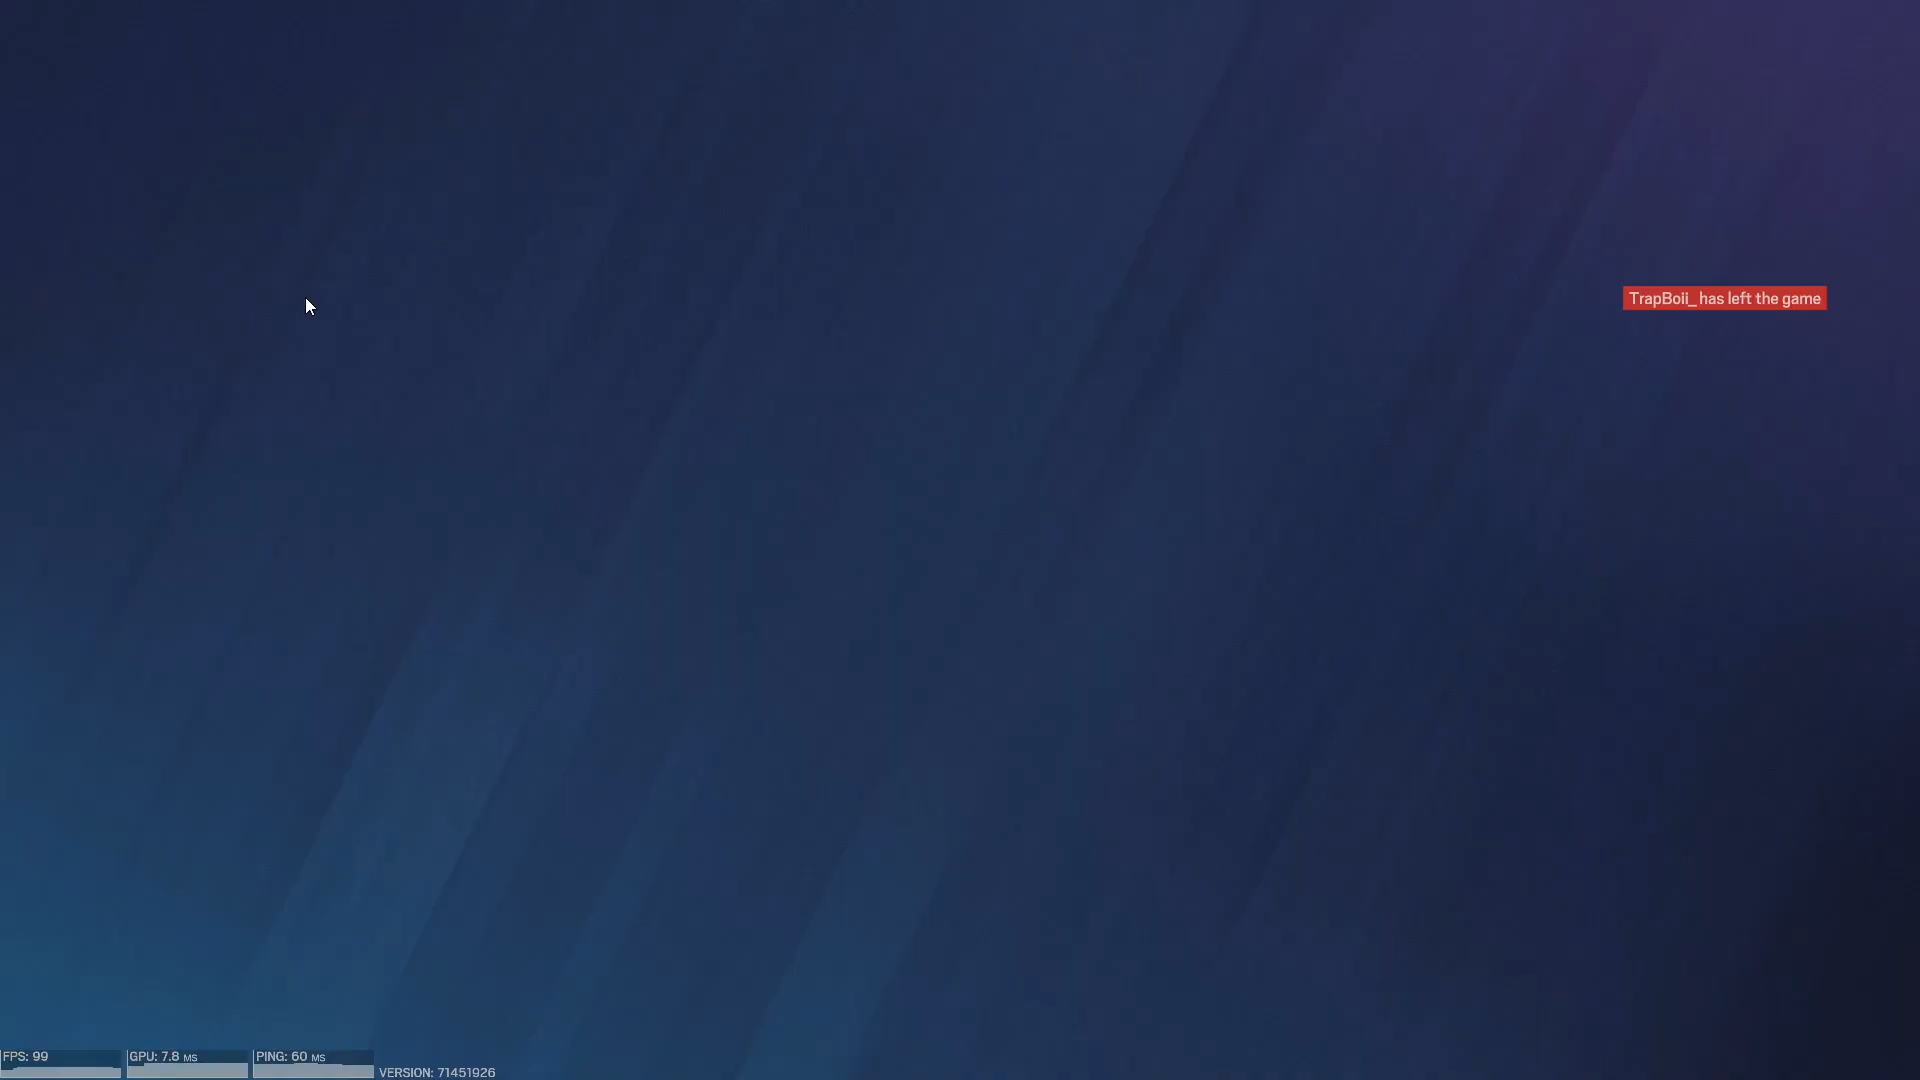 TrapBoii_ has left the game
FPS: 99
GPU: 7.8 MS
PING: 60 MS
VERSION: 71451926